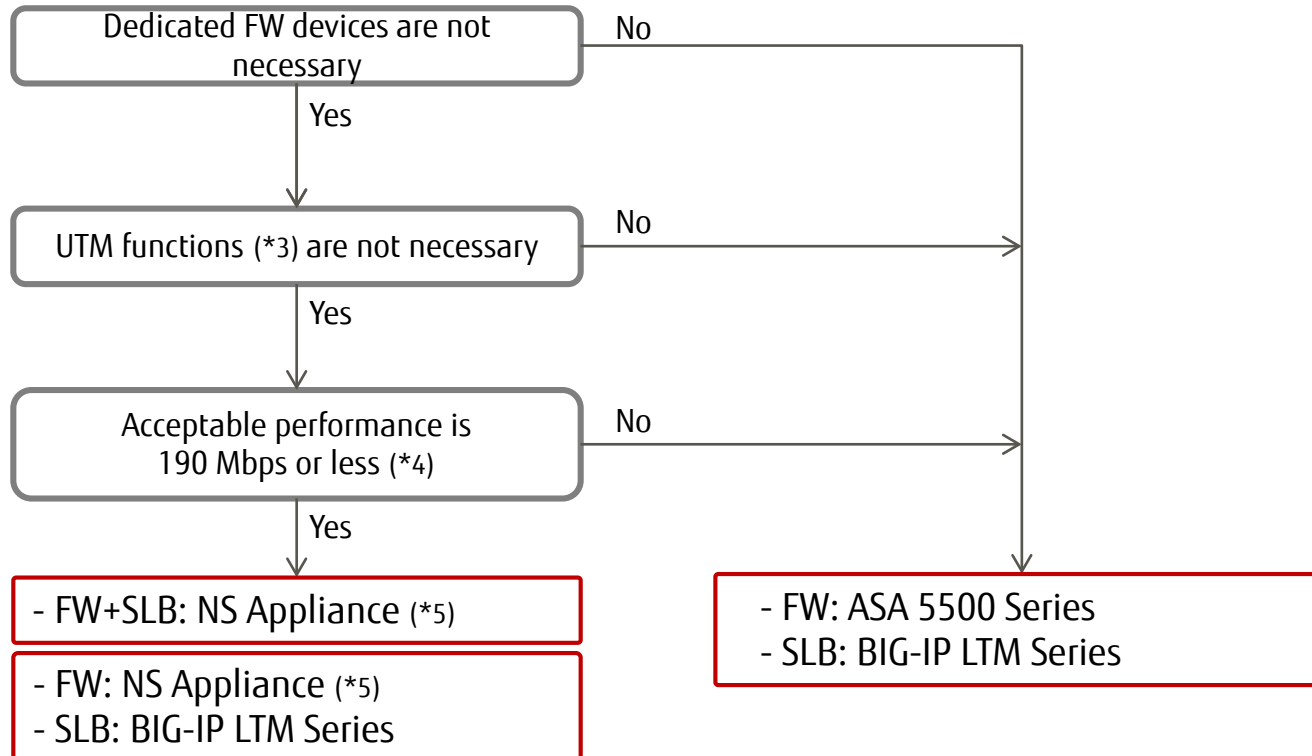 Dedicated FW devices are not
necessary
No
Yes
UTM functions (*3) are not necessary
No
Yes
Acceptable performance is
190 Mbps or less (*4)
No
Yes
- FW+SLB: NS Appliance (*5)
- FW: NS Appliance (*5)
- SLB: BIG-IP LTM Series
- FW: ASA 5500 Series
- SLB: BIG-IP LTM Series